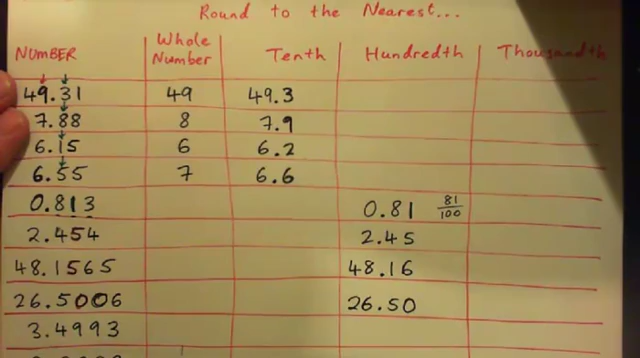 Round to the Nearest...
NUMBER Whole Number Tenth Hundredth Thousandth
49.31 49 49.3
7.88 8 7.9
6.15 6 6.2
6.55 7 6.6
0.813 0.81 81/100
2.454 2.45
48.1565 48.16
26.5006 26.50
3.4993